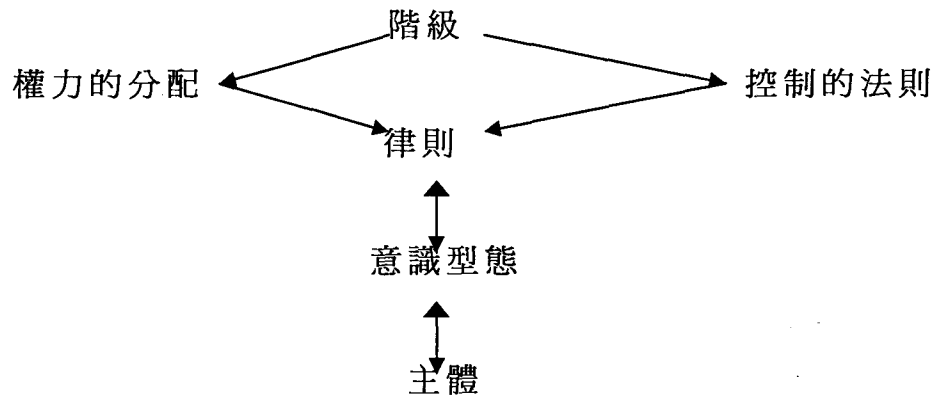 階級
權力的分配
控制的法則
律則
意識型態
主體